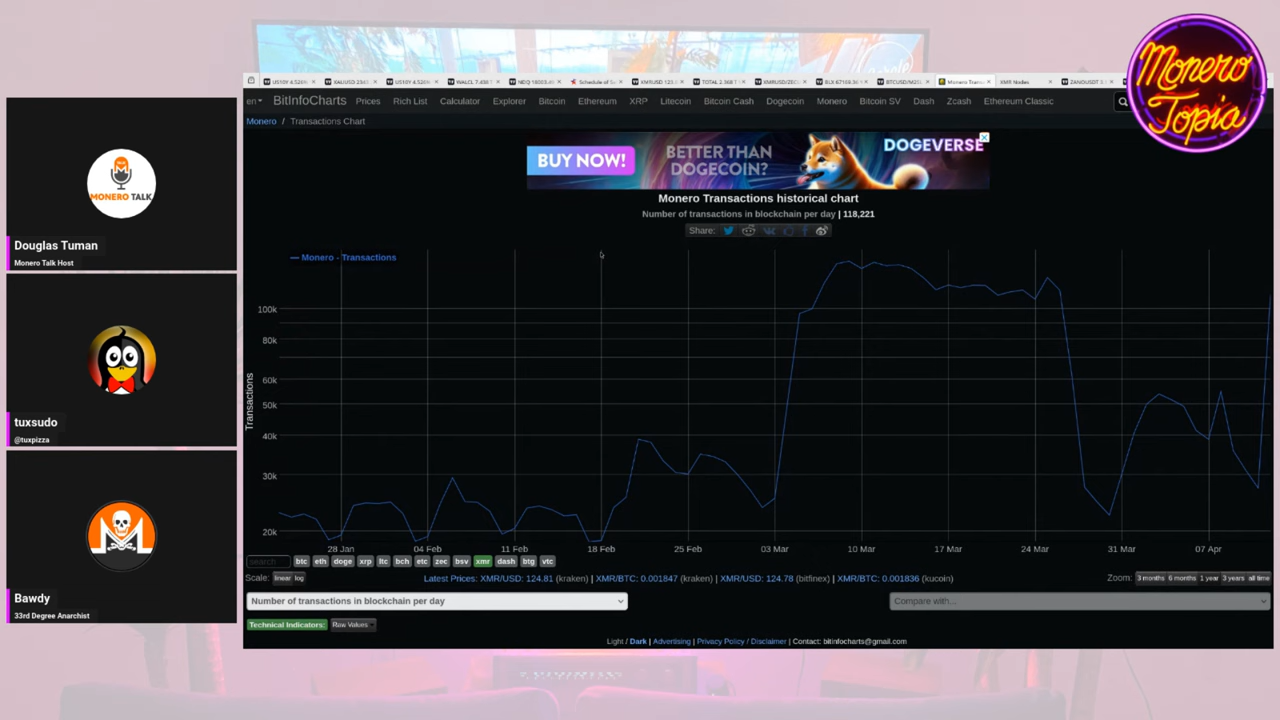 MONERO TALK
Douglas Tuman
Monero Talk Host
tuxsudo
@tuxpizza
Bawdy
33rd Degree Anarchist
Monero
Topia
en
BitInfoCharts
Prices
Rich List
Calculator
Explorer
Bitcoin
Ethereum
XRP
Litecoin
Bitcoin Cash
Dogecoin
Monero
Bitcoin SV
Dash
Zcash
Ethereum Classic
Monero / Transactions Chart
BUY NOW!
BETTER THAN
DOGECOIN?
DOGEVERSE
Monero Transactions historical chart
Number of transactions in blockchain per day | 118,221
Share:
Monero - Transactions
Transactions
100k
80k
60k
50k
40k
30k
20k
28 Jan
04 Feb
11 Feb
18 Feb
25 Feb
03 Mar
10 Mar
17 Mar
24 Mar
31 Mar
07 Apr
search
btc eth doge xrp ltc bch etc zec bsv xmr dash btg vtc
Scale: linear log
Latest Prices: XMR/USD: 124.81 (kraken) | XMR/BTC: 0.001847 (kraken) | XMR/USD: 124.78 (bitfinex) | XMR/BTC: 0.001836 (kucoin)
Zoom: 3 months 6 months 1 year 3 years all time
Number of transactions in blockchain per day
Compare with...
Technical Indicators: Raw Values
Light / Dark | Advertising | Privacy Policy / Disclaimer | Contact: bitinfocharts@gmail.com